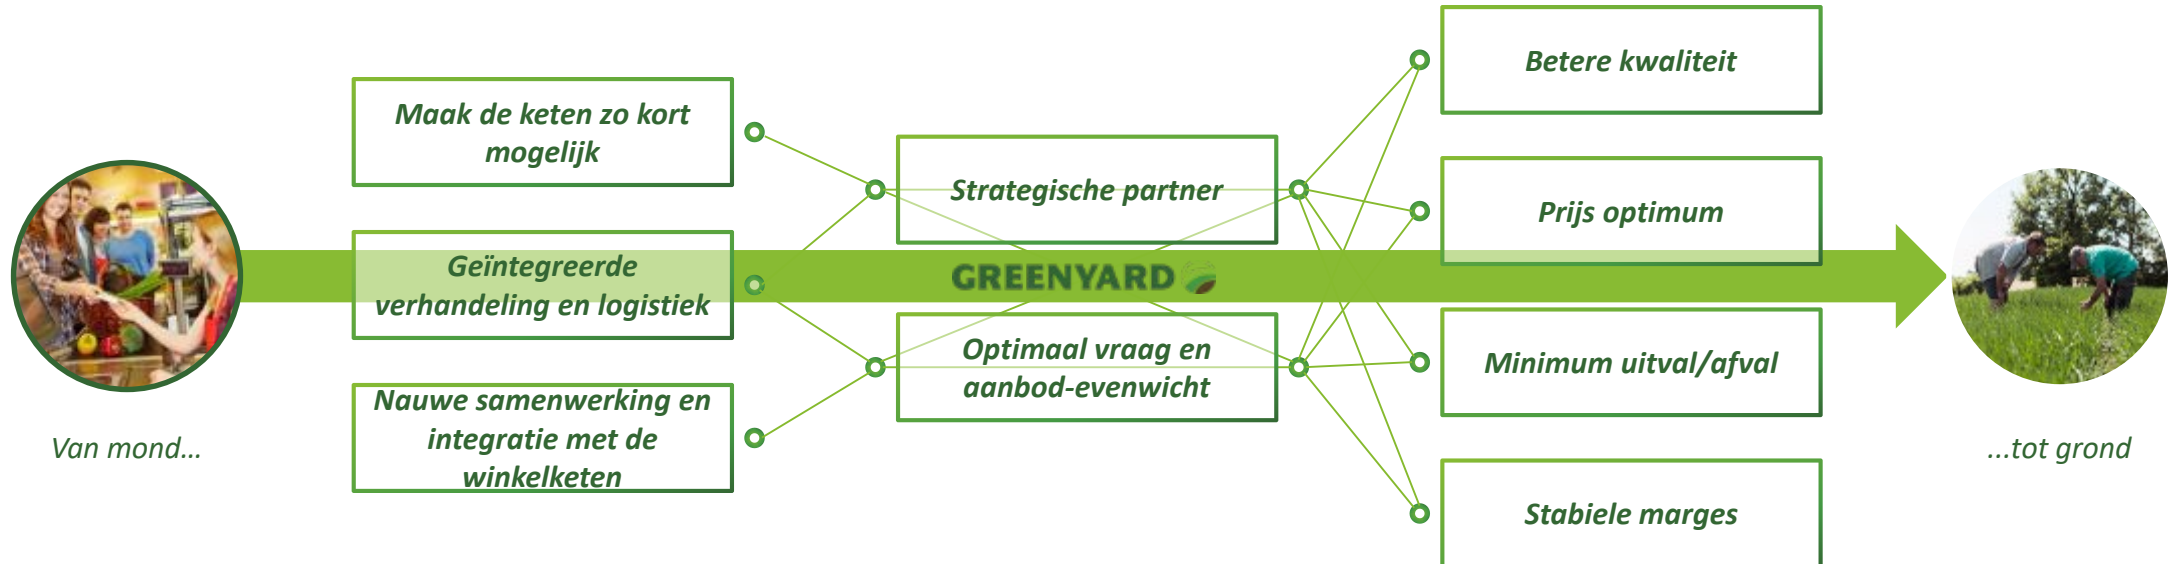 Van mond...
Maak de keten zo kort
mogelijk
Geïntegreerde
verhandeling en logistiek
Nauwe samenwerking en
integratie met de
winkelketen
Strategische partner
GREENYARD
Optimaal vraag en
aanbod-evenwicht
Betere kwaliteit
Prijs optimum
Minimum uitval/afval
Stabiele marges
...tot grond